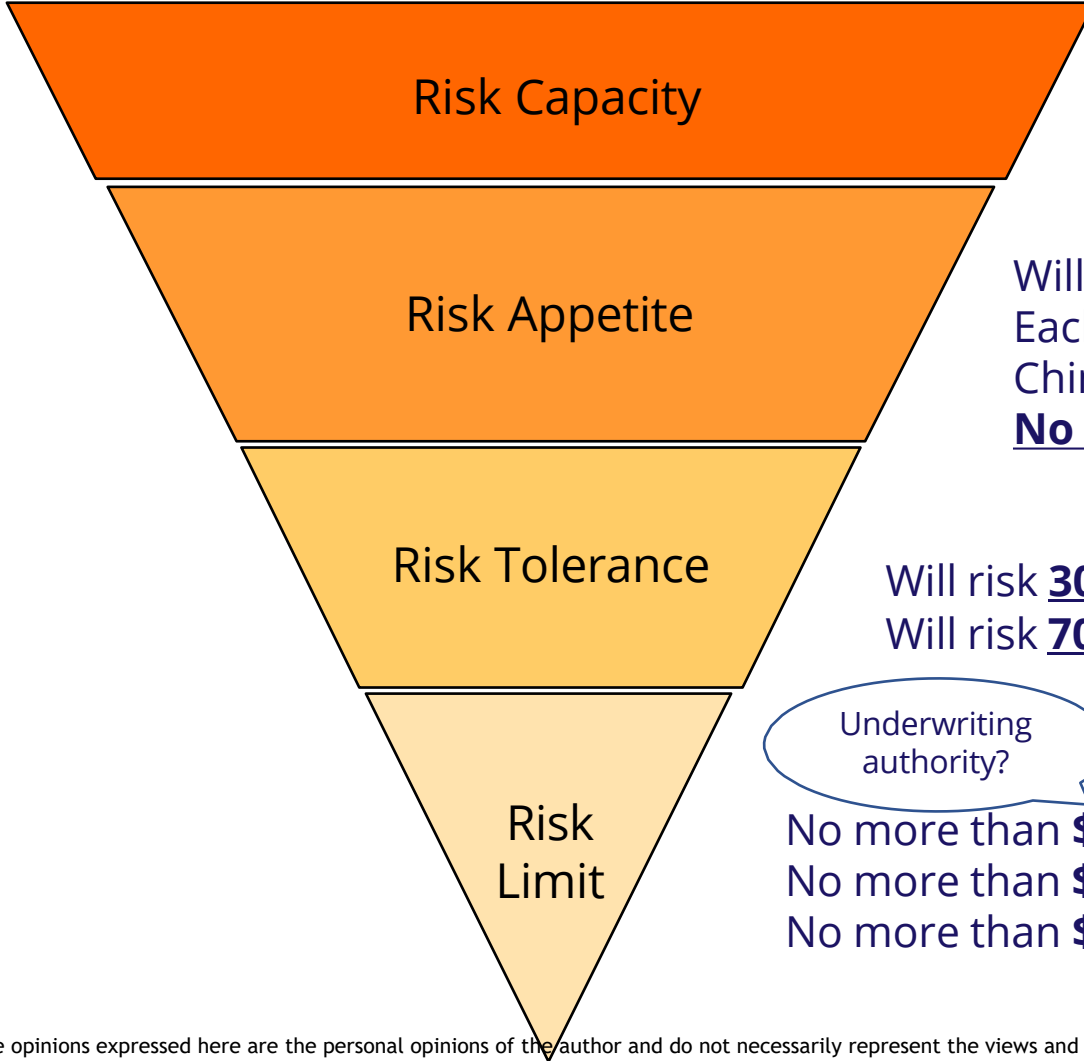 Risk Capacity
Risk Appetite
Will
No
Risk Tolerance
Will risk 30
Will risk 70
Underwriting
authority?
Risk
Limit
No more than $
No more than $
No more than $
opinions expressed here are the personal opinions of the author and do not necessarily represent the views and